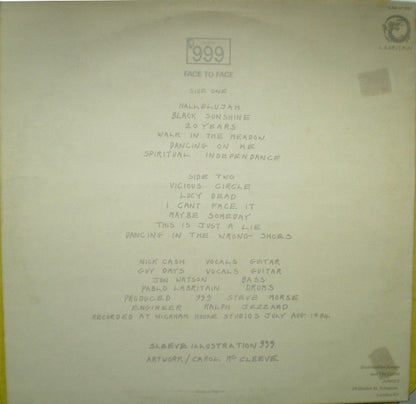 LABRITAIN
999
FACE TO FACE
SIDE ONE
HALLELUJAH
BLACK SUNSHINE
20 YEARS
WALK IN THE MEADOW
DANCING ON ME
SPIRITUAL INDEPENDANCE
SIDE TWO
VICIOUS CIRCLE
LUCY DEAD
I CANT FACE IT
MAYBE SOMEDAY
THIS IS JUST A LIE
DANCING IN THE WRONG SHOES
NICK CASH VOCALS GUITAR
GUY DAYS VOCALS GUITAR
JON WATSON BASS
PABLO LABRITAIN DRUMS
PRODUCED 999 STEVE MORSE
ENGINEER RALPH JEZZARD
RECORDED AT WICKHAM HOUSE STUDIOS JULY AUG 1984
SLEEVE ILLUSTRATION 999
ARTWORK/CAROL Mc CLEEVE